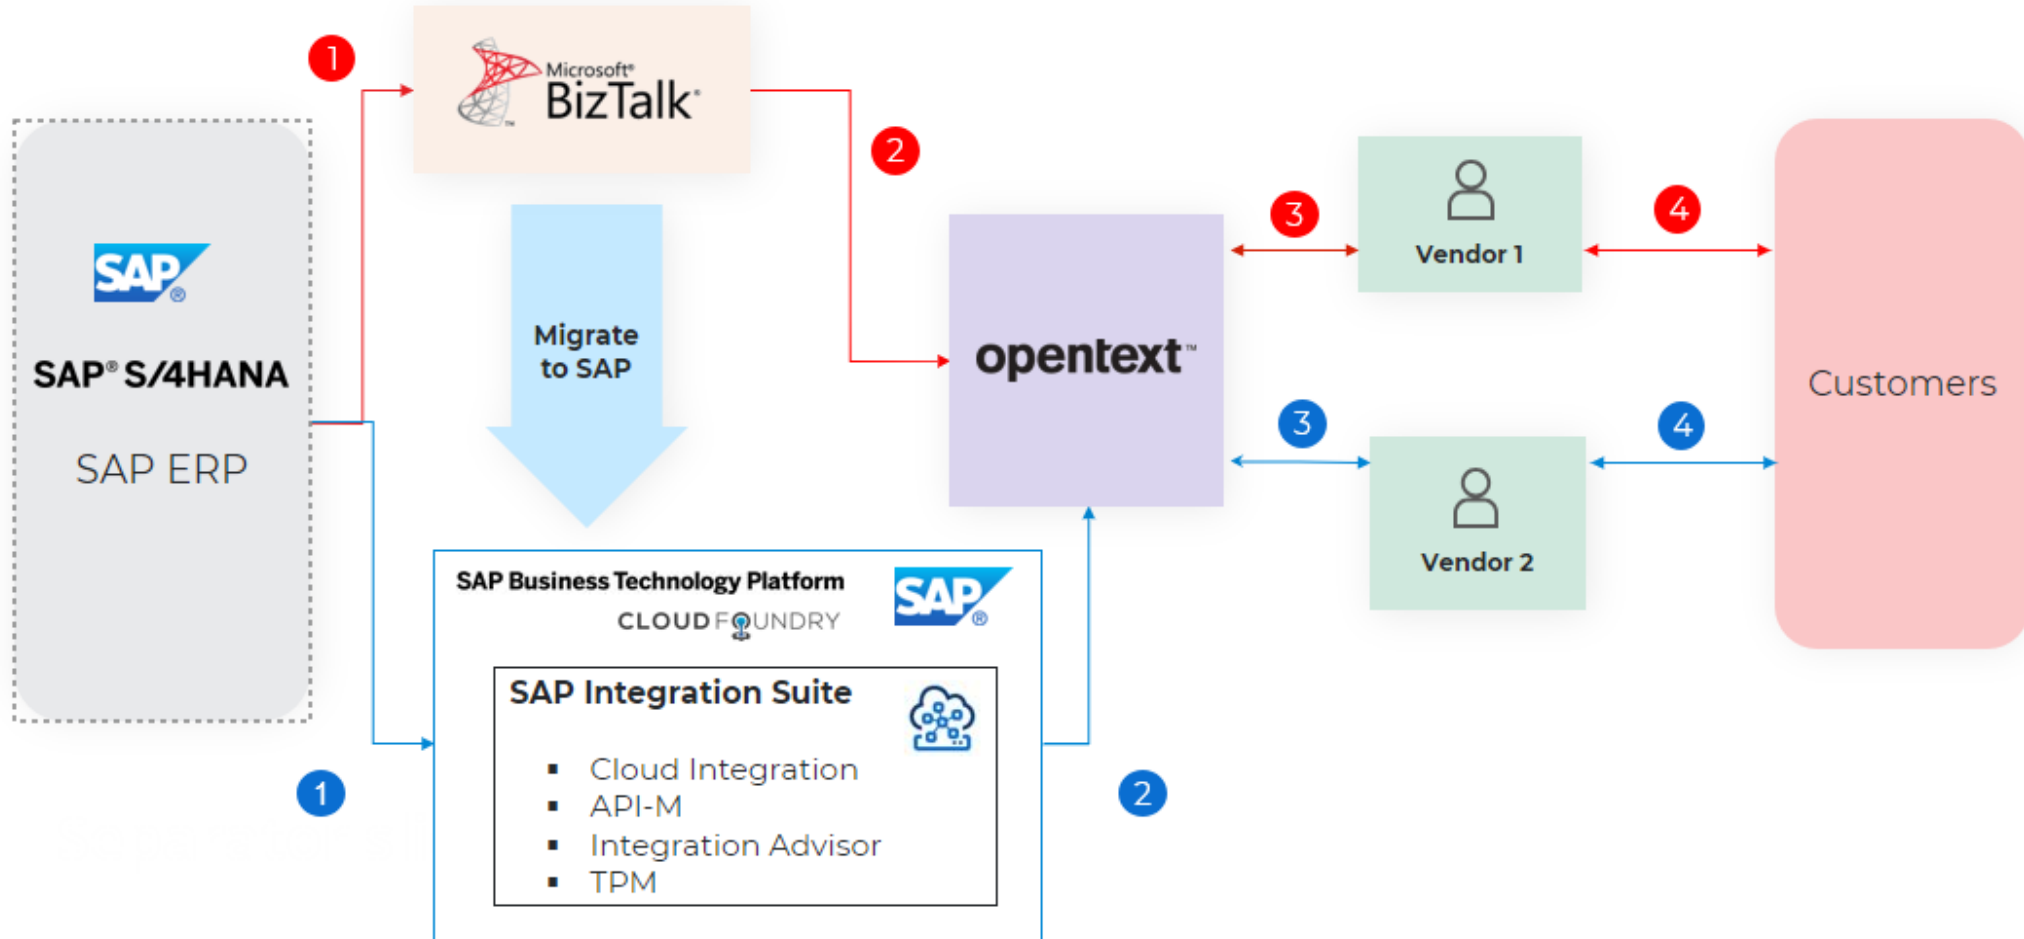 1
Microsoft®
BizTalk®
™
2
SAP®
SAP® S/4HANA
SAP ERP
Migrate
to SAP
opentext™
3
Vendor 1
4
3
Vendor 2
4
Customers
1
SAP Business Technology Platform
CLOUD FOUNDRY
SAP®
SAP Integration Suite
▪ Cloud Integration
▪ API-M
▪ Integration Advisor
▪ TPM
2